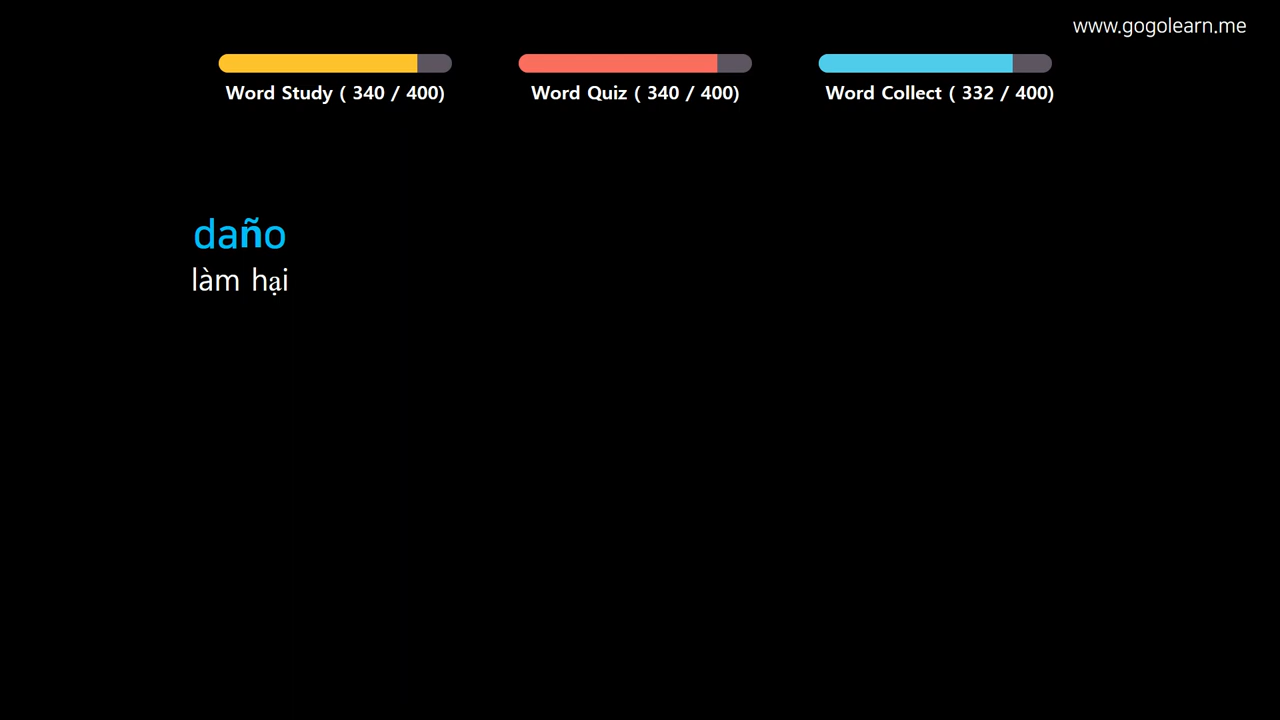 www.gogolearn.me
Word Study ( 340 / 400)
Word Quiz ( 340 / 400)
Word Collect ( 332 / 400)
daño
làm hại